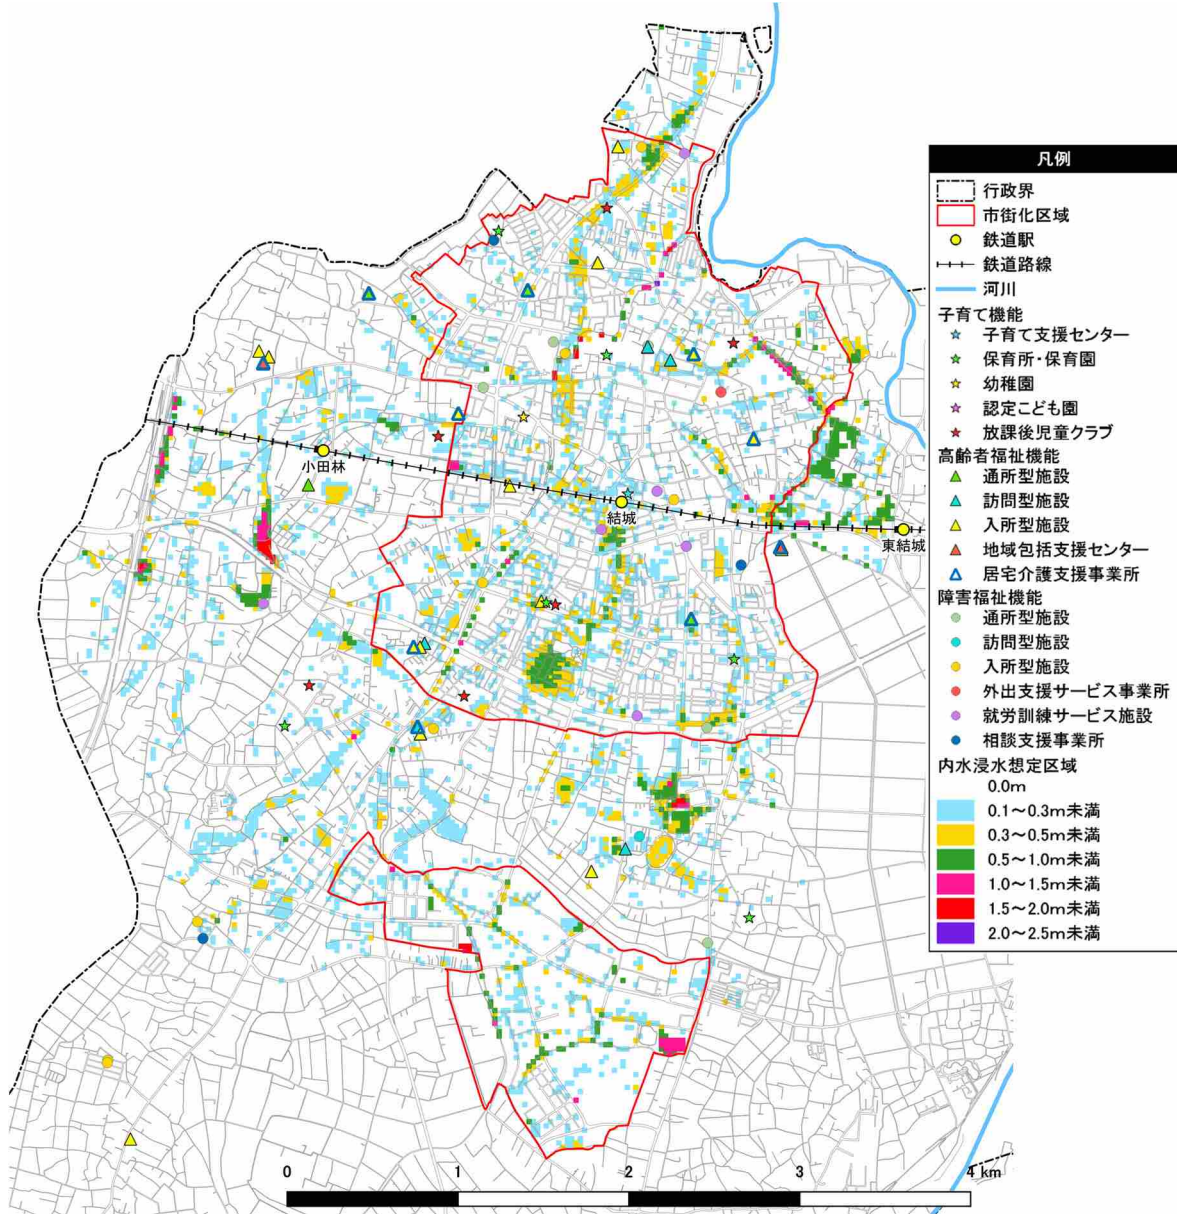 凡例
行政界
市街化区域
鉄道駅
鉄道路線
河川
子育て機能
子育て支援センター
保育所・保育園
幼稚園
認定こども園
放課後児童クラブ
高齢者福祉機能
通所型施設
訪問型施設
入所型施設
地域包括支援センター
居宅介護支援事業所
障害福祉機能
通所型施設
訪問型施設
入所型施設
外出支援サービス事業所
就労訓練サービス施設
相談支援事業所
内水浸水想定区域
0.0m
0.1～0.3m未満
0.3～0.5m未満
0.5～1.0m未満
1.0～1.5m未満
1.5～2.0m未満
2.0～2.5m未満
小田林
結城
東結城
0 1 2 3 4 km